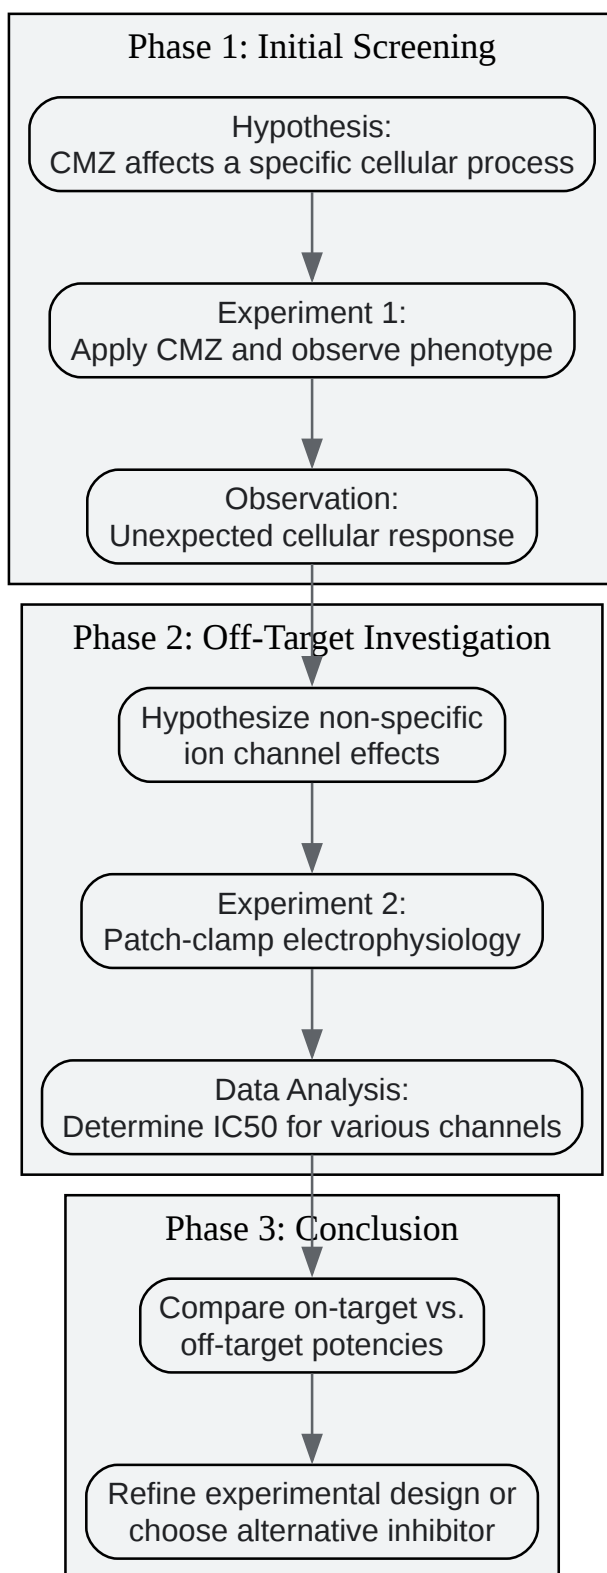 Phase 1: Initial Screening
Hypothesis:
CMZ affects a specific cellular process
Experiment 1:
Apply CMZ and observe phenotype
Observation:
Unexpected cellular response
Phase 2: Off-Target Investigation
Hypothesize non-specific
ion channel effects
Experiment 2:
Patch-clamp electrophysiology
Data Analysis:
Determine IC50 for various channels
Phase 3: Conclusion
Compare on-target vs.
off-target potencies
Refine experimental design or
choose alternative inhibitor